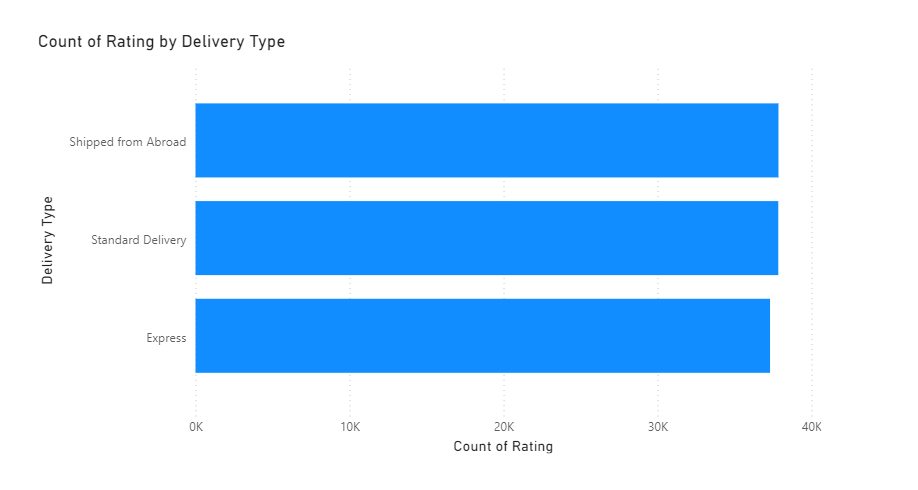 Count of Rating by Delivery Type
Delivery Type
Shipped from Abroad
Standard Delivery
Express
0K 10K 20K 30K 40K
Count of Rating